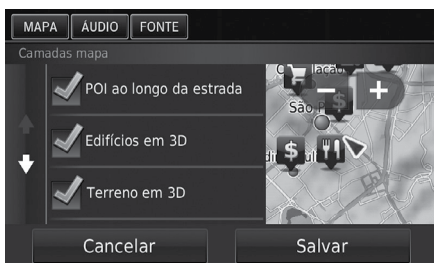 MAPA ÁUDIO FONTE
Camadas mapa
POI ao longo da estrada
Edifícios em 3D
Terreno em 3D
São
Cancelar Salvar